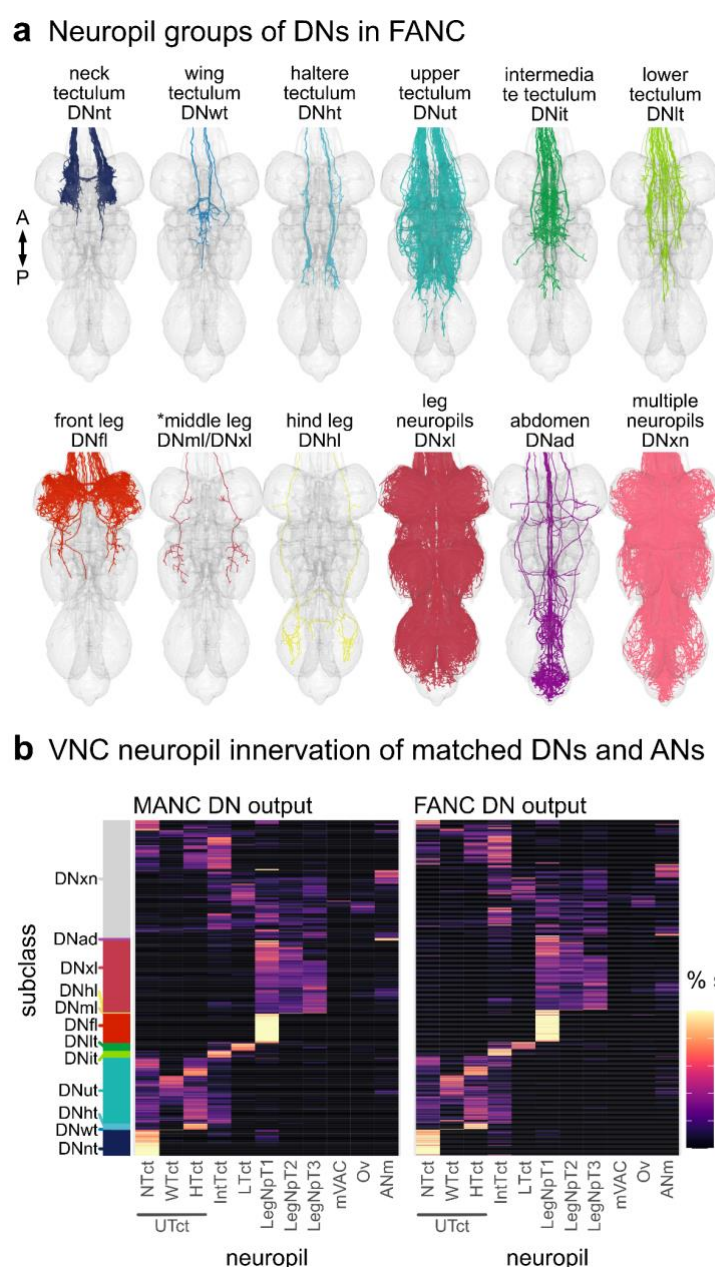 a Neuropil groups of DNs in FANC
neck
tectulum
DNnt
wing
tectulum
DNwt
haltere
tectulum
DNht
upper
tectulum
DNut
intermedia
te tectulum
DNit
lower
tectulum
DNlt
A
P
front leg
DNfl
*middle leg
DNml/DNxl
hind leg
DNhl
leg
neuropils
DNxl
abdomen
DNad
multiple
neuropils
DNxn
b VNC neuropil innervation of matched DNs and ANs
MANC DN output
FANC DN output
subclass
DNxn
DNad
DNxl
DNhl
DNml
DNfl
DNlt
DNit
DNut
DNht
DNwt
DNnt
% s
NTct
WTct
HTct
IntTct
LTct
LegNpT1
LegNpT2
LegNpT3
mVAC
Ov
ANm
UTct
neuropil
NTct
WTct
HTct
IntTct
LTct
LegNpT1
LegNpT2
LegNpT3
mVAC
Ov
ANm
UTct
neuropil